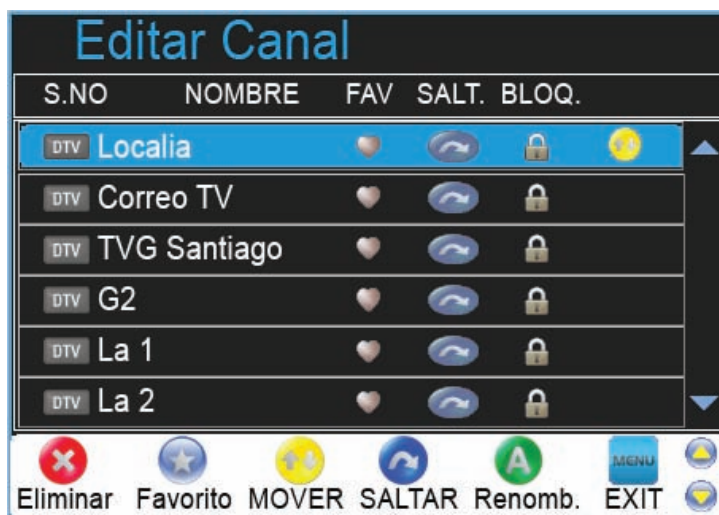 Editar Canal
S.NO NOMBRE FAV SALT. BLOQ.
DTV Localia
DTV Correo TV
DTV TVG Santiago
DTV G2
DTV La 1
DTV La 2
A MENU
Eliminar Favorito MOVER SALTAR Renomb. EXIT